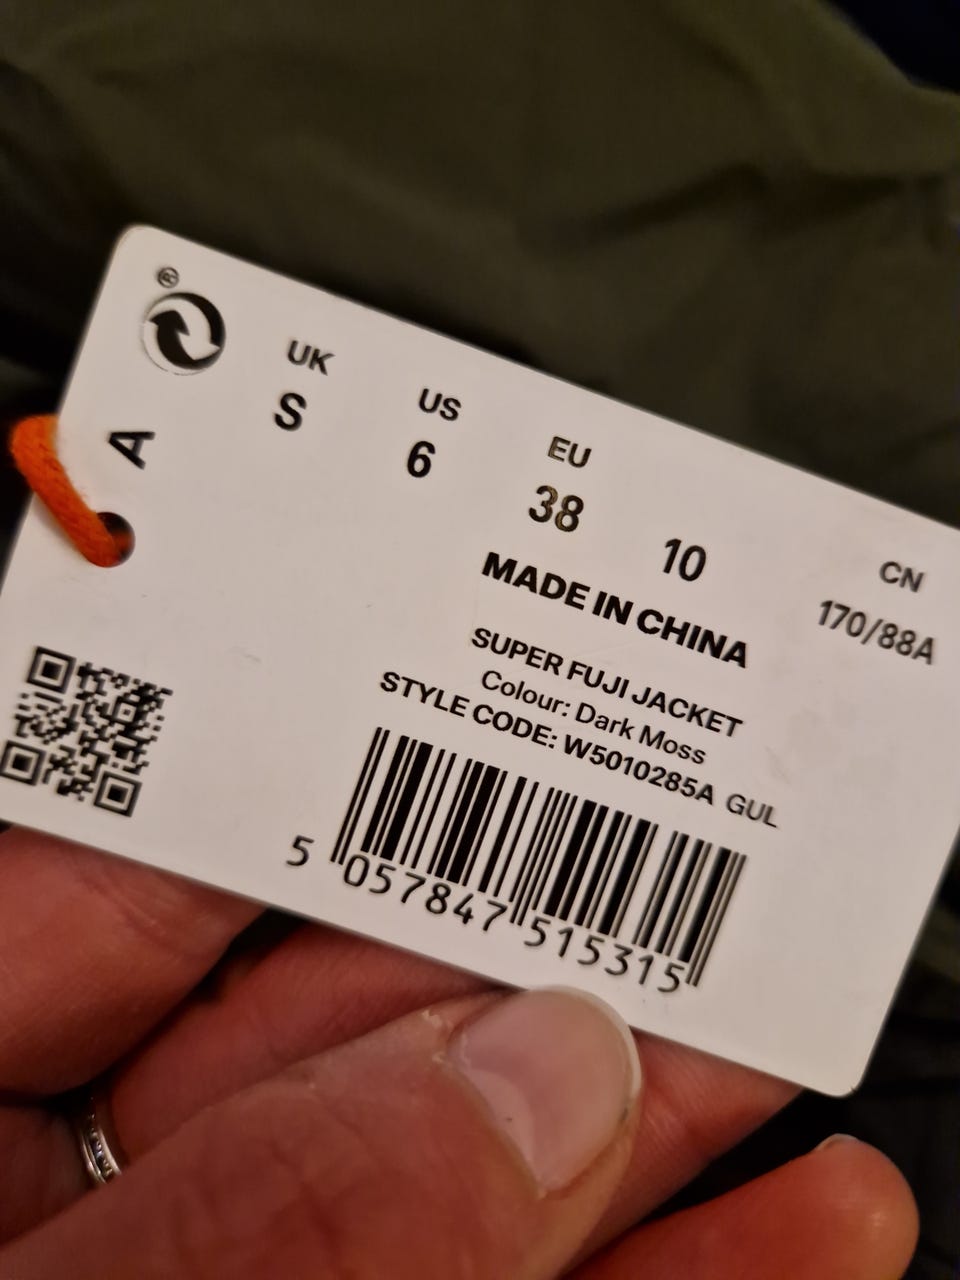 ®
A
UK US EU CN
S 6 38 10 170/88A
MADE IN CHINA
SUPER FUJI JACKET
Colour: Dark Moss
STYLE CODE: W5010285A GUL
5 057847 515315